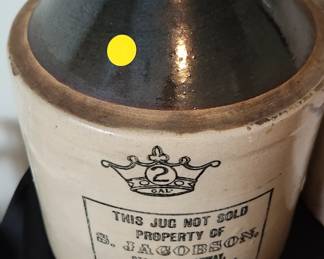 2
GAL
THIS JUG NOT SOLD
PROPERTY OF
S. JACOBSON,